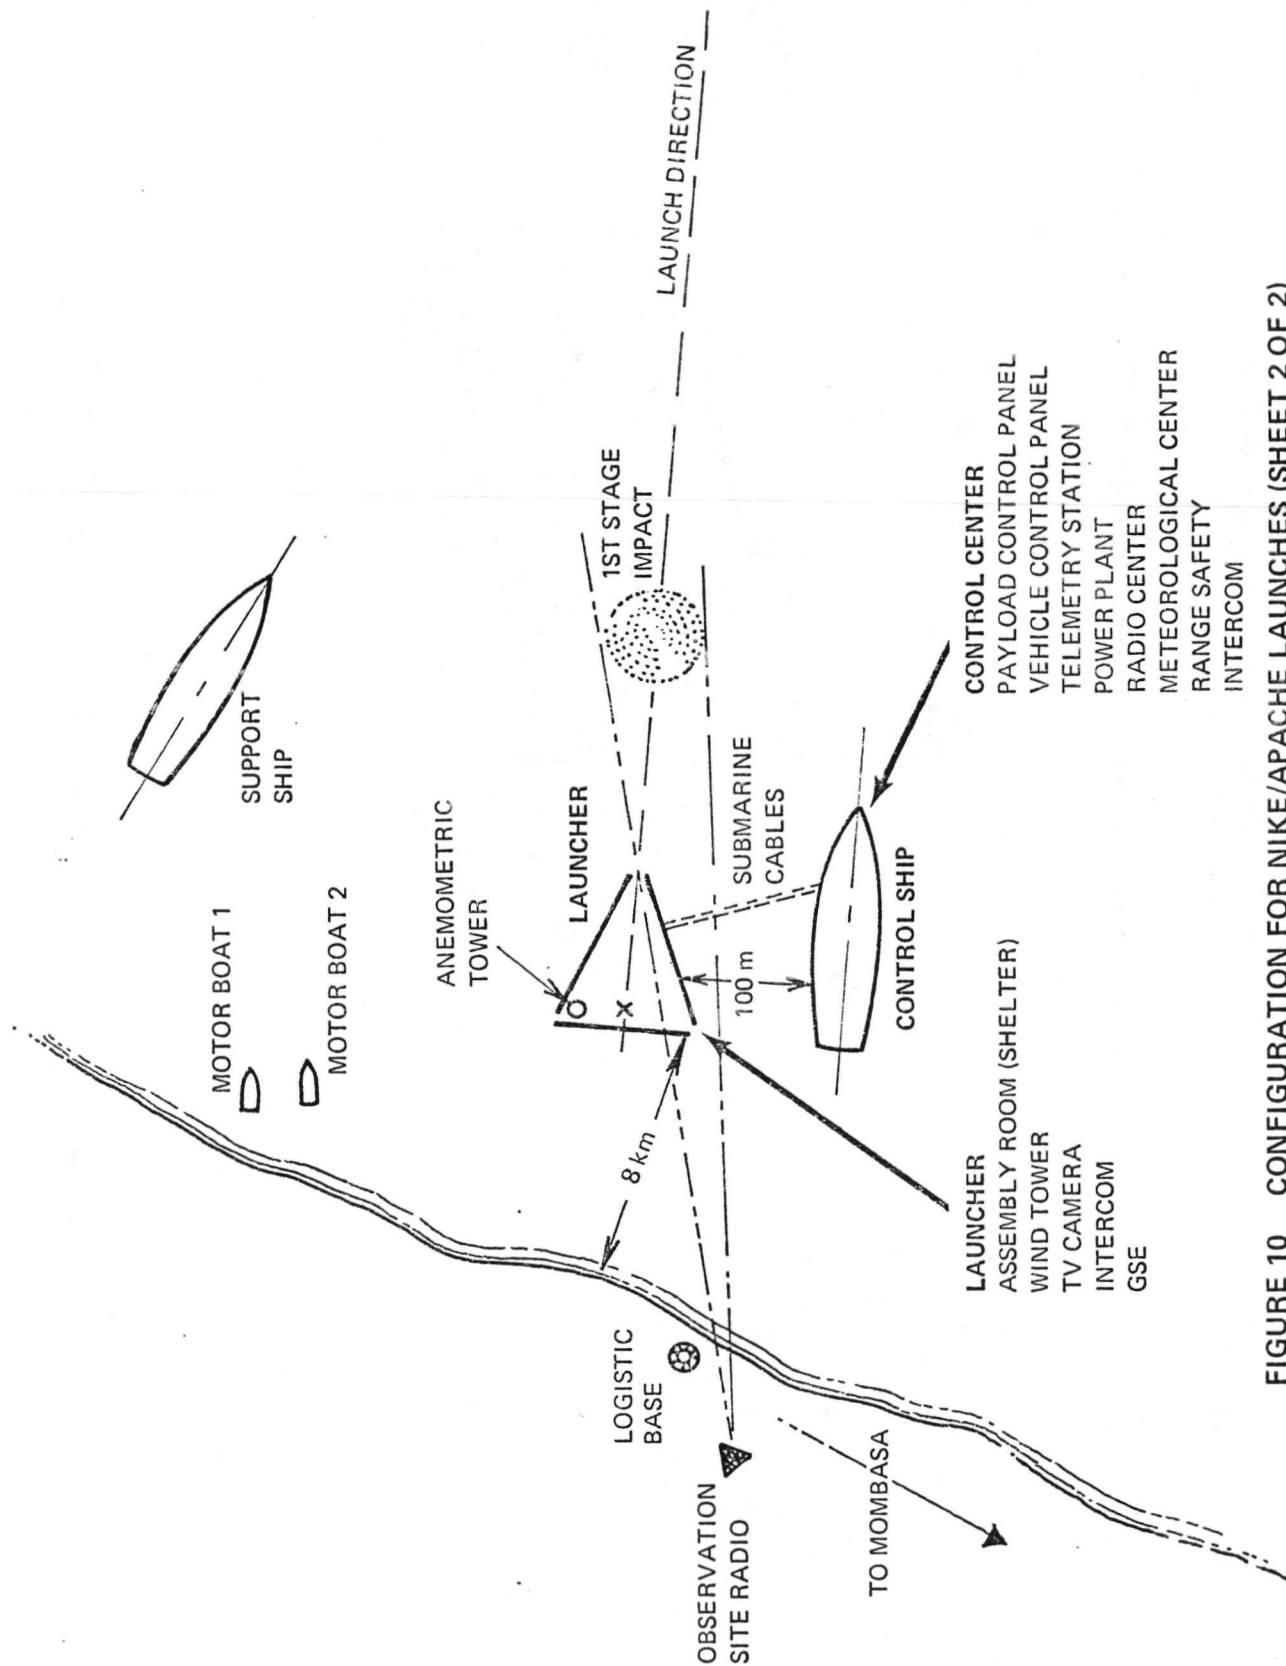 MOTOR BOAT 1
MOTOR BOAT 2
SUPPORT
SHIP
ANEMOMETRIC
TOWER
LAUNCHER
1ST STAGE
IMPACT
LAUNCH DIRECTION
8 km
LOGISTIC
BASE
OBSERVATION
SITE RADIO
X
100 m
SUBMARINE
CABLES
TO MOMBASA
CONTROL SHIP
LAUNCHER
ASSEMBLY ROOM (SHELTER)
WIND TOWER
TV CAMERA
INTERCOM
GSE
CONTROL CENTER
PAYLOAD CONTROL PANEL
VEHICLE CONTROL PANEL
TELEMETRY STATION
POWER PLANT
RADIO CENTER
METEOROLOGICAL CENTER
RANGE SAFETY
INTERCOM
FIGURE 10 CONFIGURATION FOR NIKE/APACHE LAUNCHES (SHEET 2 OF 2)